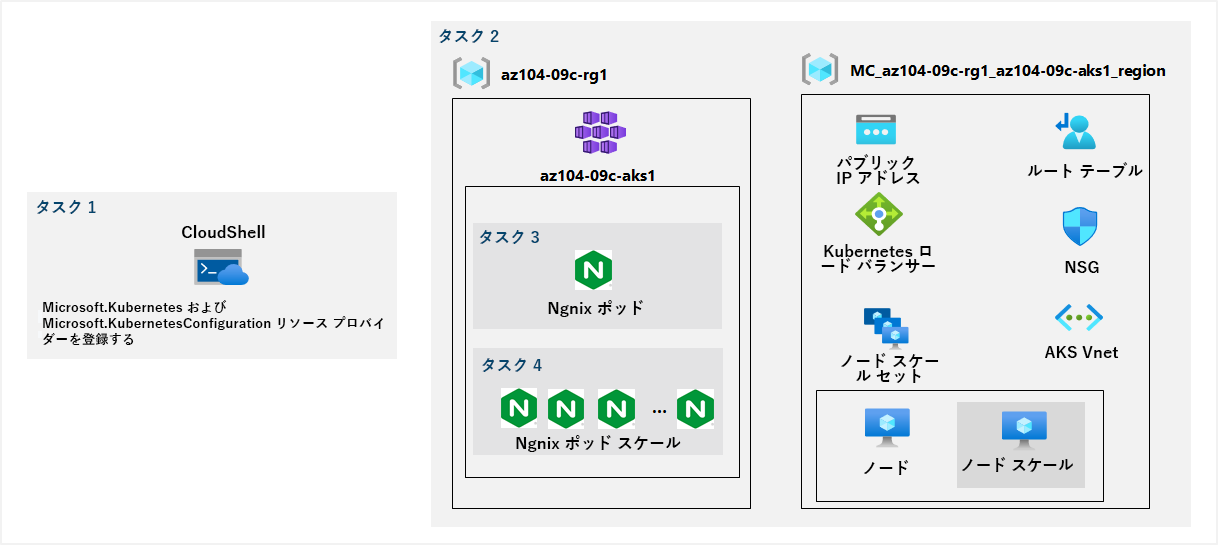 タスク 1
CloudShell
Microsoft.Kubernetes および
Microsoft.KubernetesConfiguration リソース プロバイ
ダーを登録する
タスク 2
az104-09c-rg1
az104-09c-aks1
タスク 3
Ngnix ポッド
タスク 4
...
Ngnix ポッド スケール
MC_az104-09c-rg1_az104-09c-aks1_region
パブリック
IP アドレス
ルート テーブル
Kubernetes ロ
ード バランサー
NSG
ノード スケー
ル セット
AKS Vnet
ノード
ノード スケール